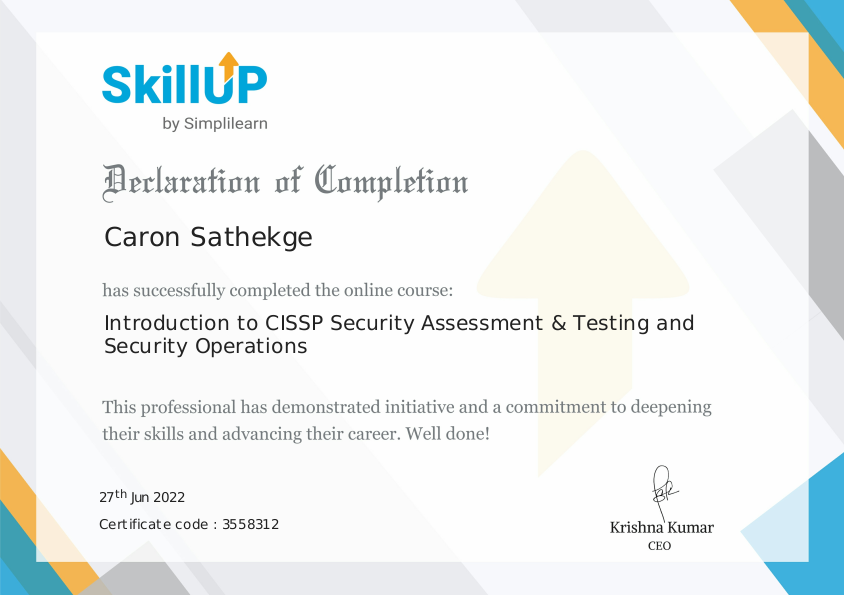 SkillUP
by Simplilearn
Declaration of Completion
Caron Sathekge
has successfully completed the online course:
Introduction to CISSP Security Assessment & Testing and
Security Operations
This professional has demonstrated initiative and a commitment to deepening
their skills and advancing their career. Well done!
27th Jun 2022
Certificate code : 3558312
Krishna Kumar
CEO